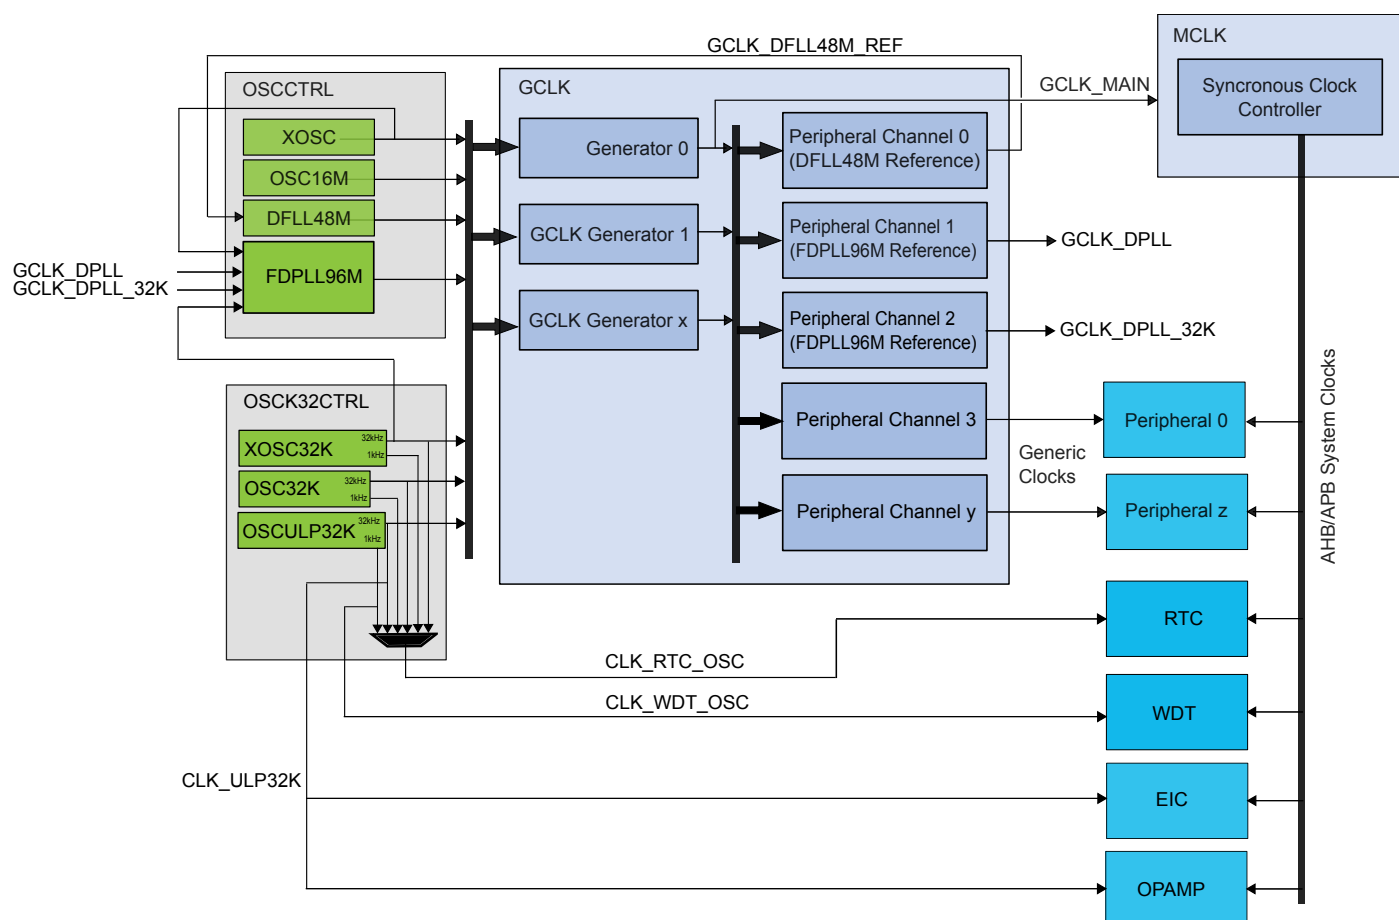 GCLK_DFLL48M_REF
MCLK
OSCCTRL
GCLK
GCLK_MAIN
Syncronous Clock
Controller
XOSC
Generator 0
Peripheral Channel 0
(DFLL48M Reference)
OSC16M
DFLL48M
GCLK Generator 1
Peripheral Channel 1
(FDPLL96M Reference)
GCLK_DPLL
GCLK_DPLL
GCLK_DPLL_32K
FDPLL96M
GCLK Generator x
Peripheral Channel 2
(FDPLL96M Reference)
GCLK_DPLL_32K
OSCK32CTRL
XOSC32K
32kHz
1kHz
Peripheral Channel 3
Peripheral 0
Generic
Clocks
OSC32K
32kHz
1kHz
OSCULP32K
32kHz
1kHz
Peripheral Channel y
Peripheral z
AHB/APB System Clocks
RTC
CLK_RTC_OSC
CLK_WDT_OSC
WDT
CLK_ULP32K
EIC
OPAMP